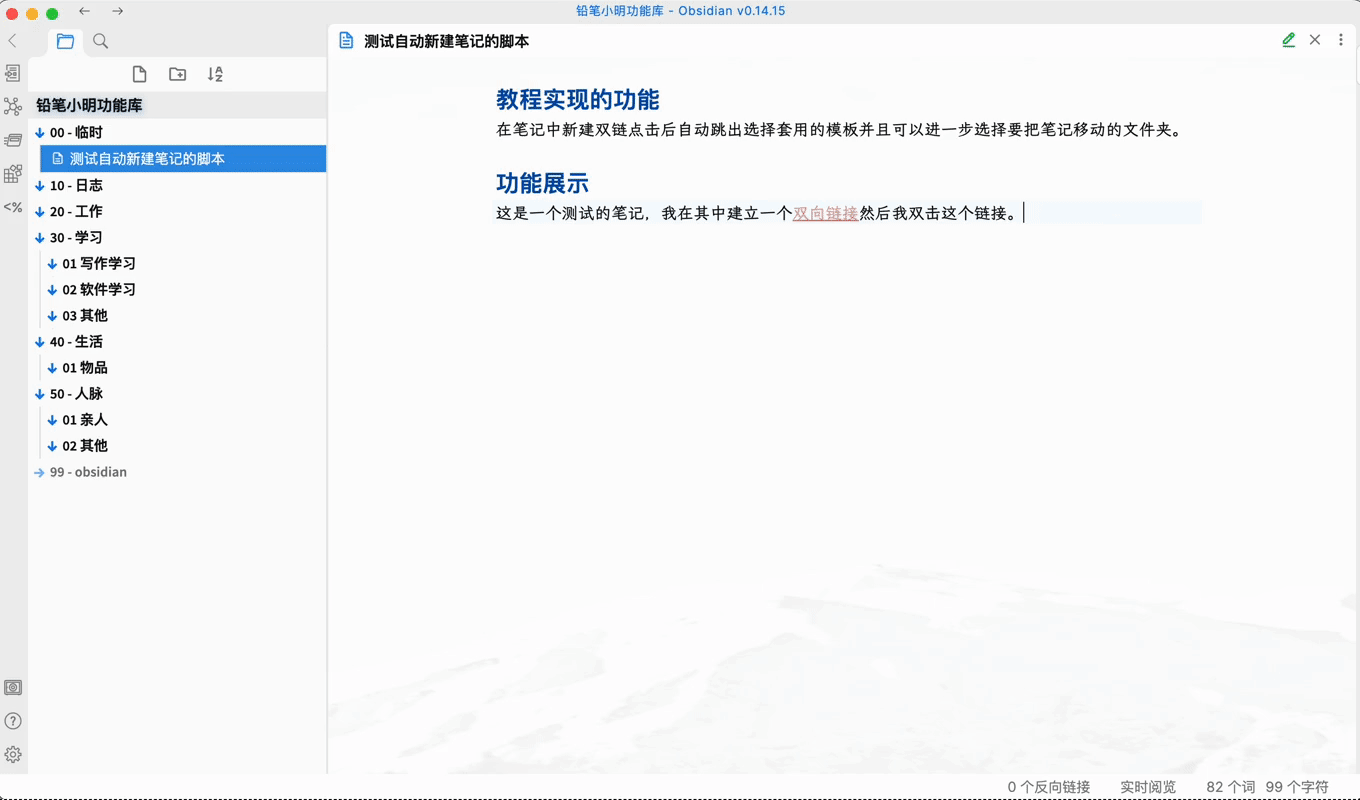 铅笔小明功能库 - Obsidian v0.14.15
测试自动新建笔记的脚本
铅笔小明功能库
00 - 临时
测试自动新建笔记的脚本
10 - 日志
20 - 工作
30 - 学习
01 写作学习
02 软件学习
03 其他
40 - 生活
01 物品
50 - 人脉
01 亲人
02 其他
99 - obsidian
教程实现的功能
在笔记中新建双链点击后自动跳出选择套用的模板并且可以进一步选择要把笔记移动的文件夹。
功能展示
这是一个测试的笔记，我在其中建立一个双向链接然后我双击这个链接。
0 个反向链接 实时阅览 82 个词 99 个字符